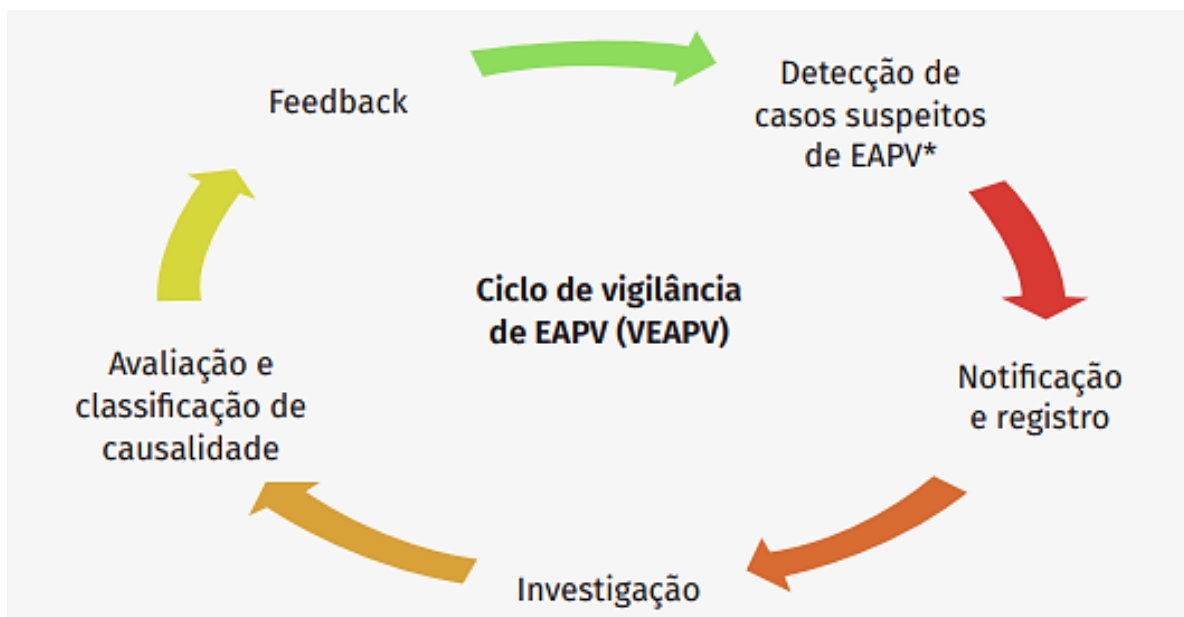 Feedback
Detecção de
casos suspeitos
de EAPV*
Ciclo de vigilância
de EAPV (VEAPV)
Avaliação e
classificação de
causalidade
Notificação
e registro
Investigação